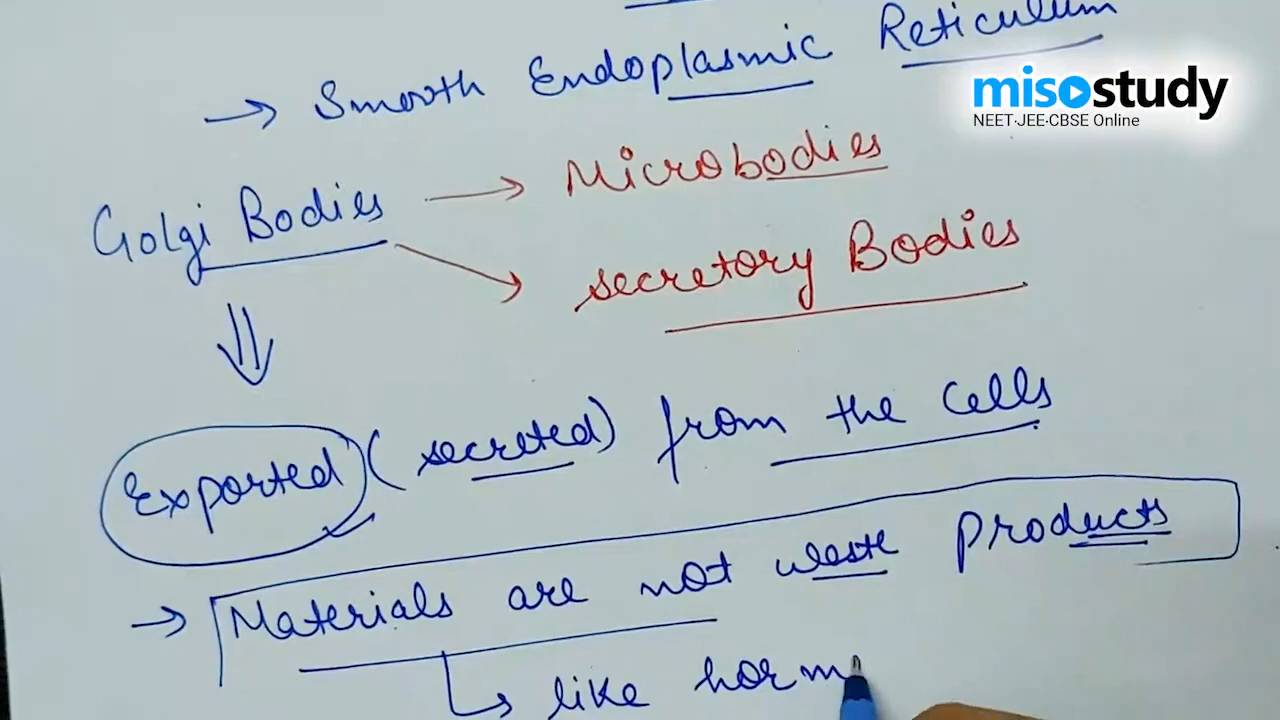 → Smooth Endoplasmic Reticulum
misostudy
NEET·JEE·CBSE Online
Golgi Bodies → Microbodies
→ Secretory Bodies
Exported (secreted) from the Cells
→ Materials are not waste Products
↳ like horm